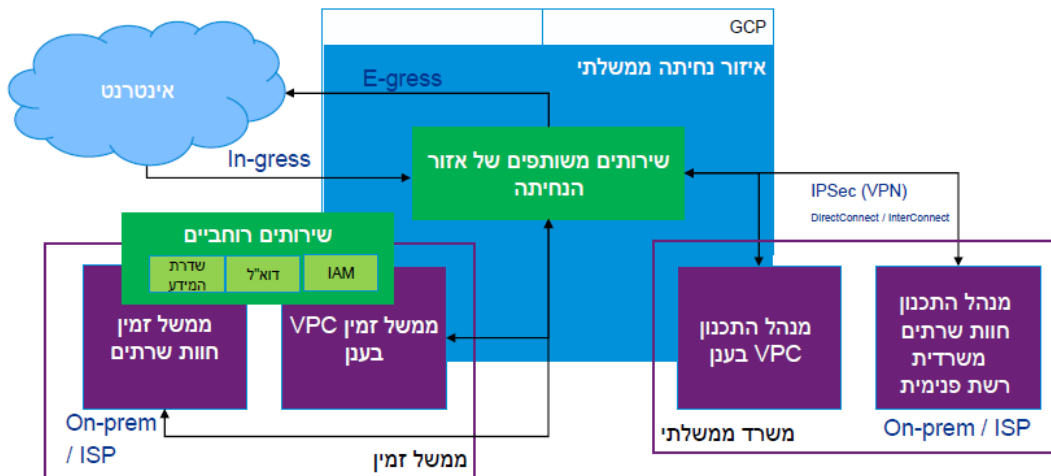 GCP
איזור נחיתה ממשלתי
אינטרנט
E-gress
In-gress
שירותים משותפים של אזור
הנחיתה
IPSec (VPN)
DirectConnect / InterConnect
שירותים רוחביים
שדרת
המידע
דוא"ל
IAM
ממשל זמין
חוות שרתים
ממשל זמין VPC
בענן
מנהל התכנון
VPC בענן
מנהל התכנון
חוות שרתים
משרדית
רשת פנימית
On-prem
/ ISP
ממשל זמין
משרד ממשלתי
On-prem / ISP